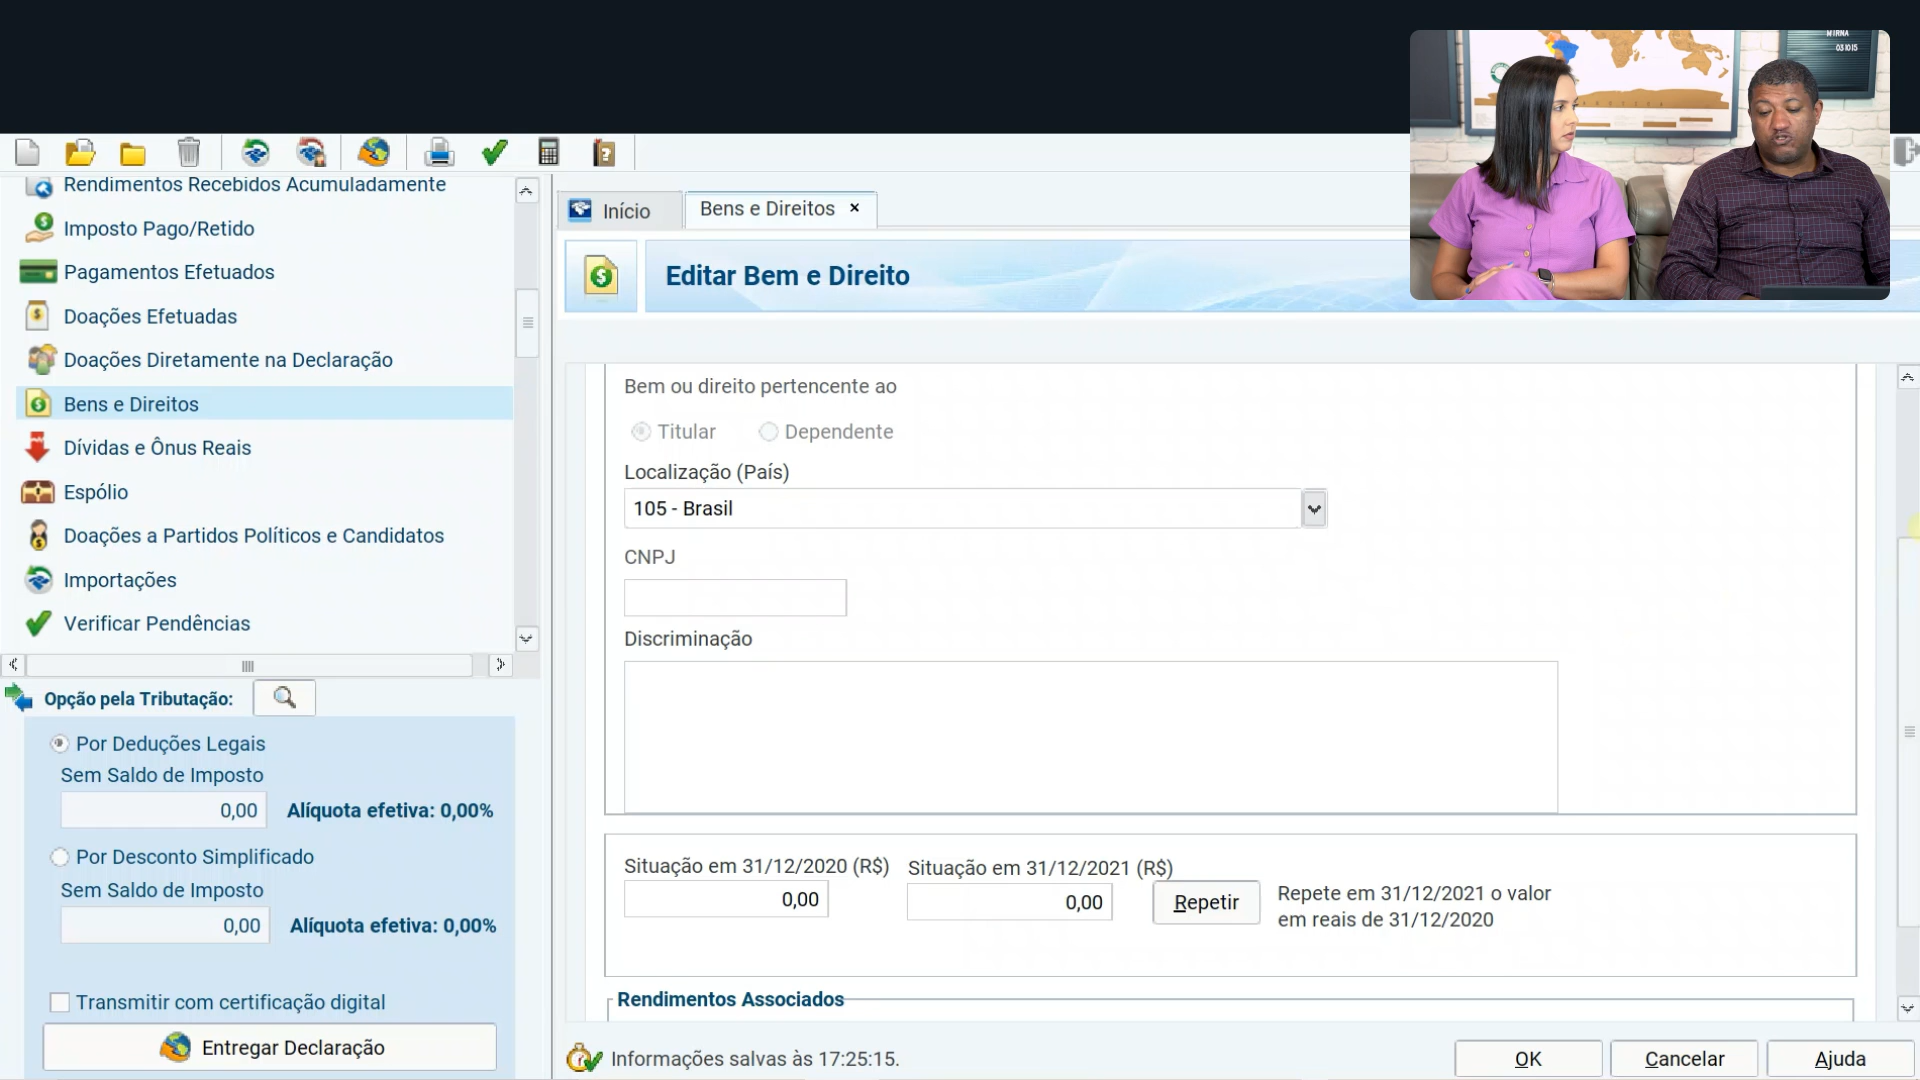 MIRNA
031015
Rendimentos Recebidos Acumuladamente
Imposto Pago/Retido
Pagamentos Efetuados
Doações Efetuadas
Doações Diretamente na Declaração
Bens e Direitos
Dívidas e Ônus Reais
Espólio
Doações a Partidos Políticos e Candidatos
Importações
Verificar Pendências
Opção pela Tributação:
Por Deduções Legais
Sem Saldo de Imposto
0,00 Alíquota efetiva: 0,00%
Por Desconto Simplificado
Sem Saldo de Imposto
0,00 Alíquota efetiva: 0,00%
Transmitir com certificação digital
Entregar Declaração
Início
Bens e Direitos ×
Editar Bem e Direito
Bem ou direito pertencente ao
Titular Dependente
Localização (País)
105 - Brasil
CNPJ
Discriminação
Situação em 31/12/2020 (R$) Situação em 31/12/2021 (R$)
0,00 0,00 Repetir
Repete em 31/12/2021 o valor
em reais de 31/12/2020
Rendimentos Associados
Informações salvas às 17:25:15.
OK Cancelar Ajuda